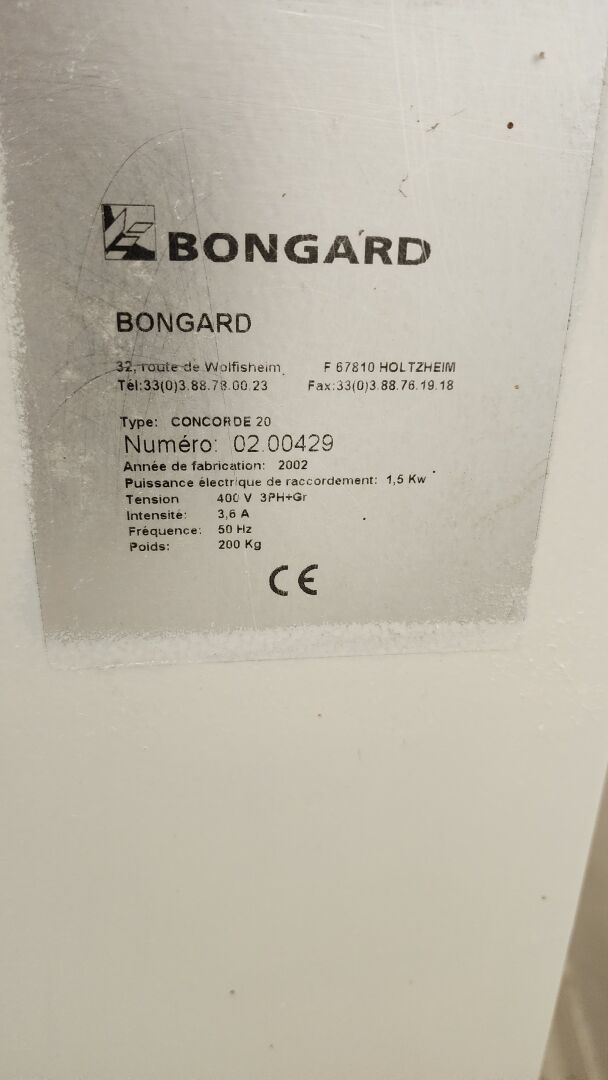 BONGARD
BONGARD
32, route de Wolfisheim F 67810 HOLTZHEIM
Tél:33(0)3.88.78.00.23 Fax:33(0)3.88.76.19.18
Type: CONCORDE 20
Numéro: 02.00429
Année de fabrication: 2002
Puissance électrique de raccordement: 1,5 Kw
Tension 400 V 3PH+Gr
Intensité: 3,6 A
Fréquence: 50 Hz
Poids: 200 Kg
CE